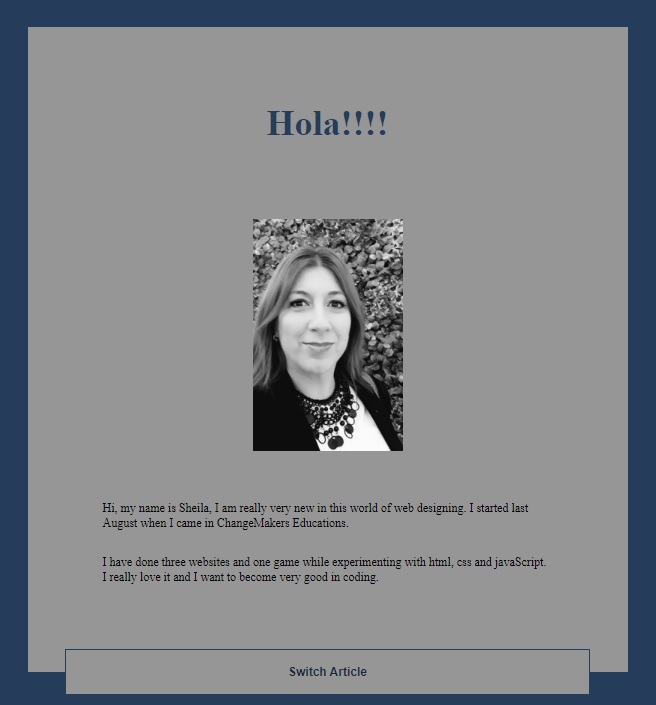 Hola!!!!
Hi, my name is Sheila, I am really very new in this world of web designing. I started last
August when I came in ChangeMakers Educations.
I have done three websites and one game while experimenting with html, css and javaScript.
I really love it and I want to become very good in coding.
Switch Article